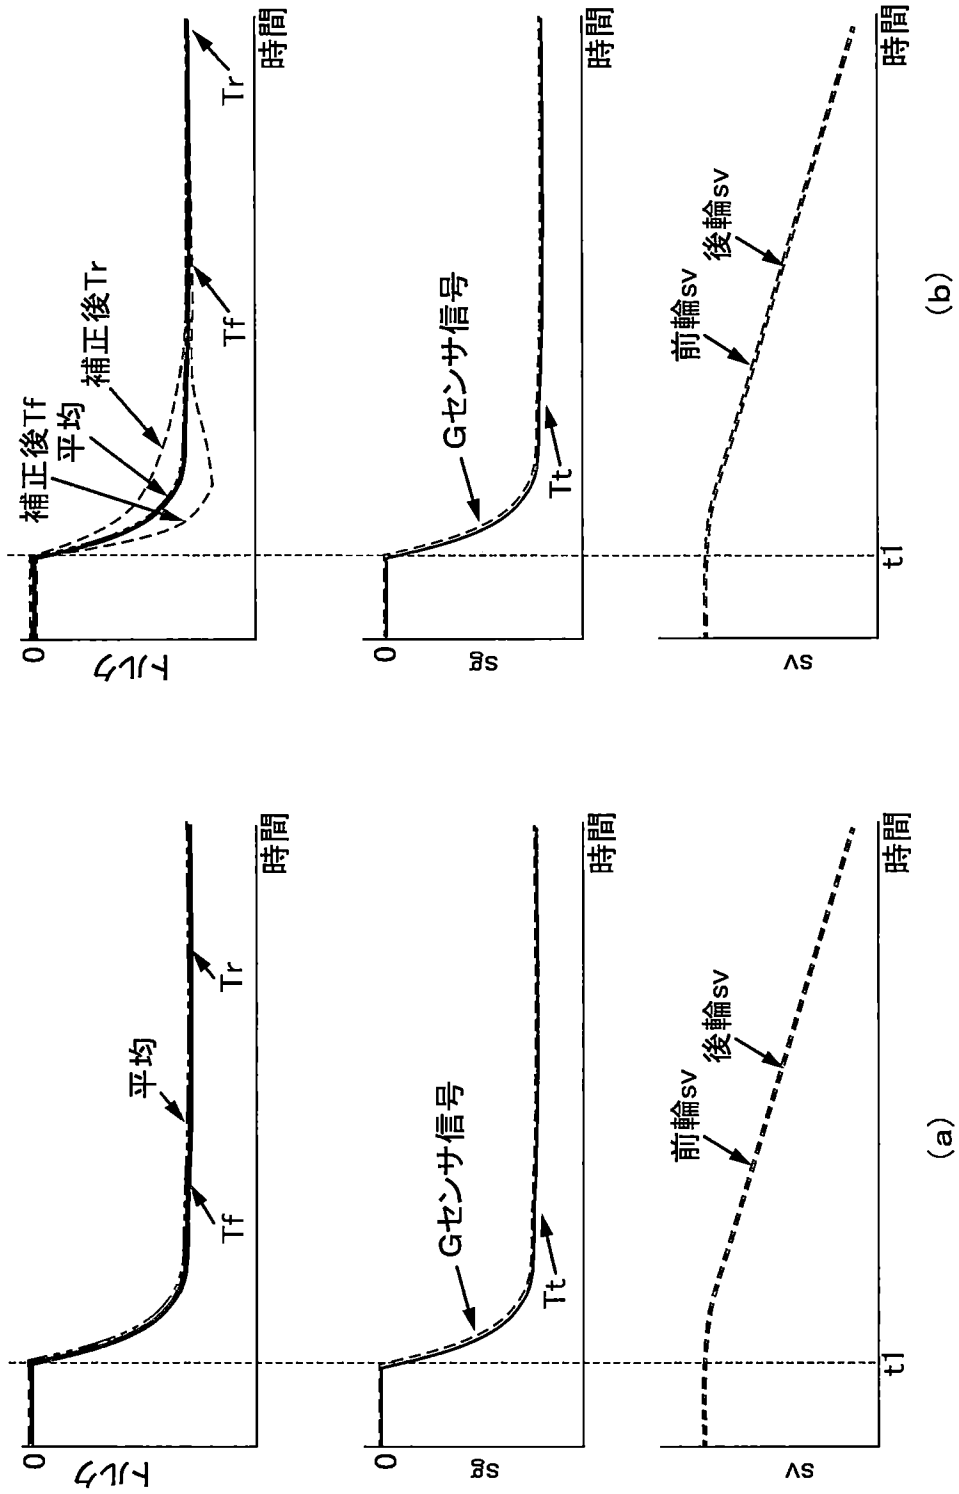 0
トルク
平均
Tf
Tr
時間
0
sg
Gセンサ信号
Tt
時間
sv
前輪sv
後輪sv
t1
時間
(a)
0
トルク
補正後Tf
平均
補正後Tr
Tf
Tr
時間
0
sg
Gセンサ信号
Tt
時間
sv
前輪sv
後輪sv
t1
時間
(b)